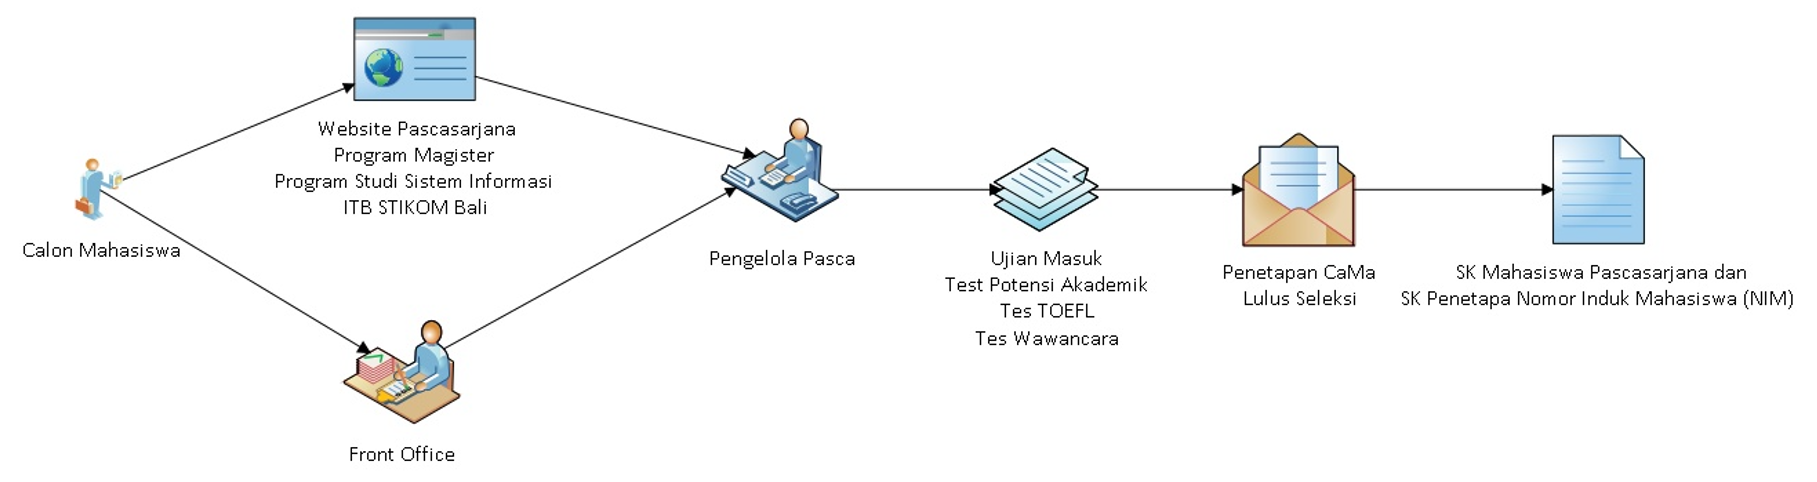 Website Pascasarjana
Program Magister
Program Studi Sistem Informasi
ITB STIKOM Bali
Calon Mahasiswa
Front Office
Pengelola Pasca
Ujian Masuk
Test Potensi Akademik
Tes TOEFL
Tes Wawancara
Penetapan CaMa
Lulus Seleksi
SK Mahasiswa Pascasarjana dan
SK Penetapa Nomor Induk Mahasiswa (NIM)